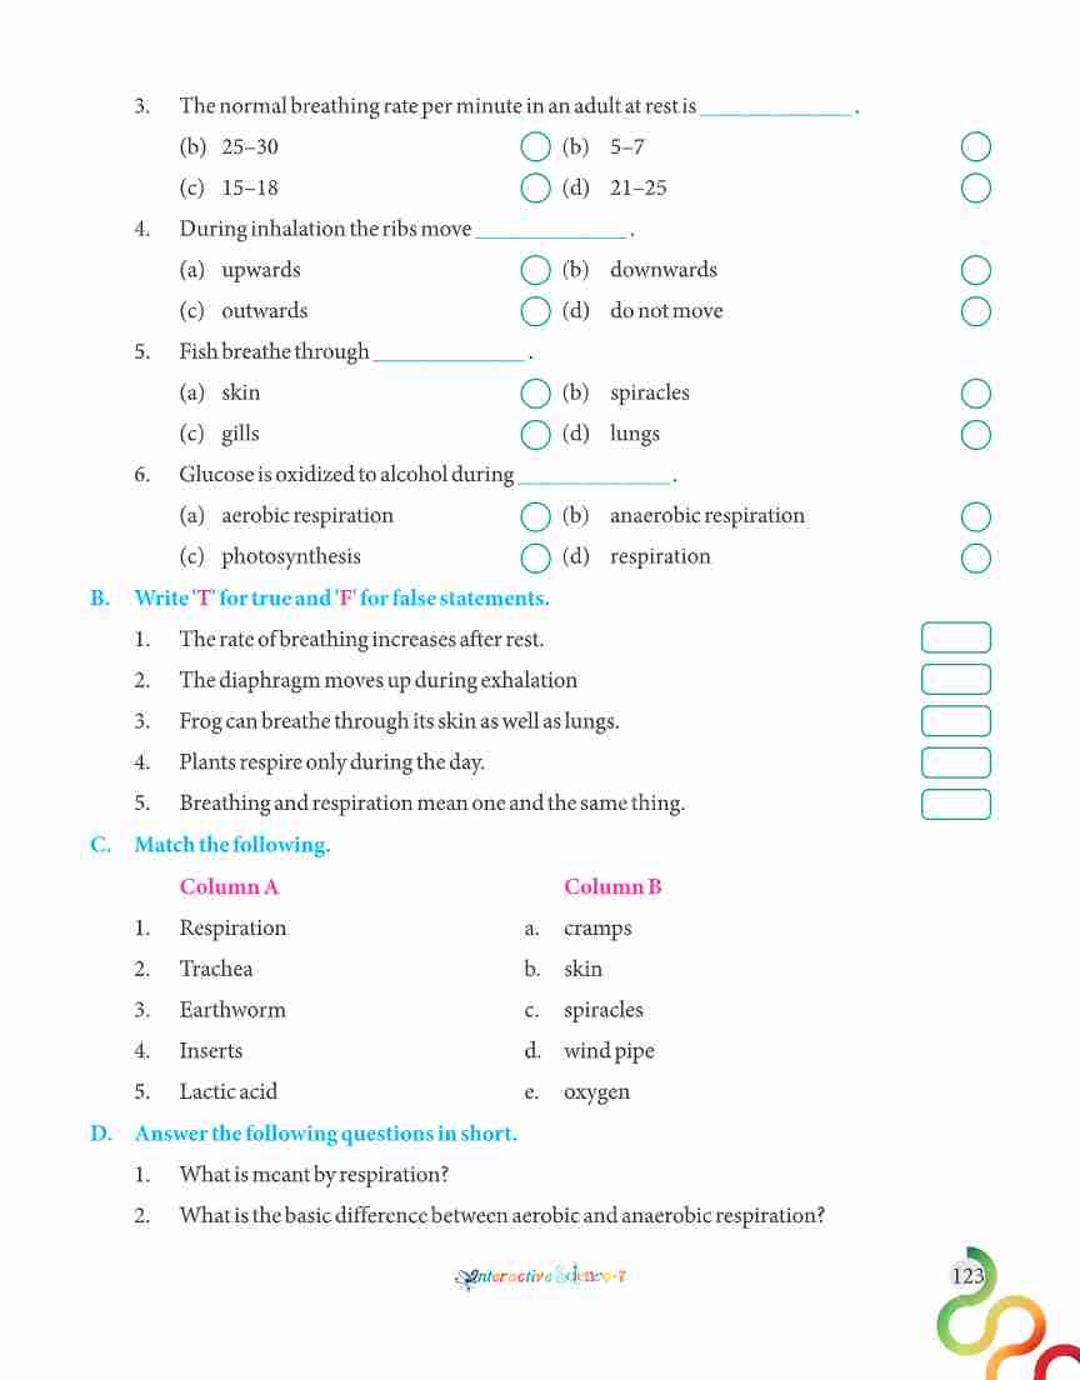 3. The normal breathing rate per minute in an adult at rest is ____________.
(b) 25–30 (b) 5–7
(c) 15–18 (d) 21–25
4. During inhalation the ribs move ____________.
(a) upwards (b) downwards
(c) outwards (d) do not move
5. Fish breathe through ____________.
(a) skin (b) spiracles
(c) gills (d) lungs
6. Glucose is oxidized to alcohol during ____________.
(a) aerobic respiration (b) anaerobic respiration
(c) photosynthesis (d) respiration
B. Write 'T' for true and 'F' for false statements.
1. The rate of breathing increases after rest.
2. The diaphragm moves up during exhalation
3. Frog can breathe through its skin as well as lungs.
4. Plants respire only during the day.
5. Breathing and respiration mean one and the same thing.
C. Match the following.
Column A Column B
1. Respiration a. cramps
2. Trachea b. skin
3. Earthworm c. spiracles
4. Inserts d. wind pipe
5. Lactic acid e. oxygen
D. Answer the following questions in short.
1. What is meant by respiration?
2. What is the basic difference between aerobic and anaerobic respiration?
Interactive Science-7
123